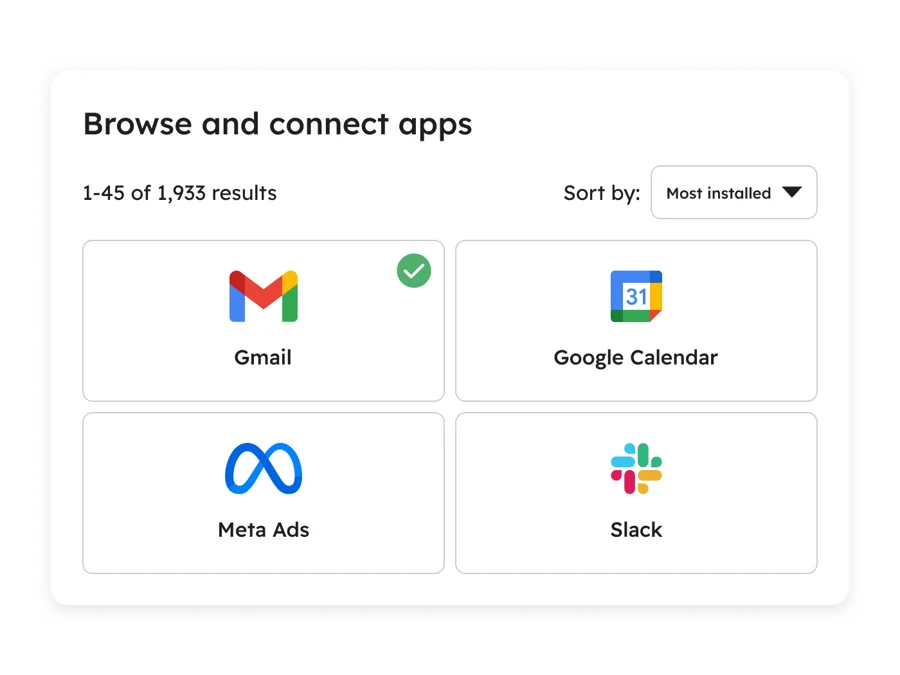 Browse and connect apps
1-45 of 1,933 results
Sort by:
Most installed
31
Gmail
Google Calendar
Meta Ads
Slack